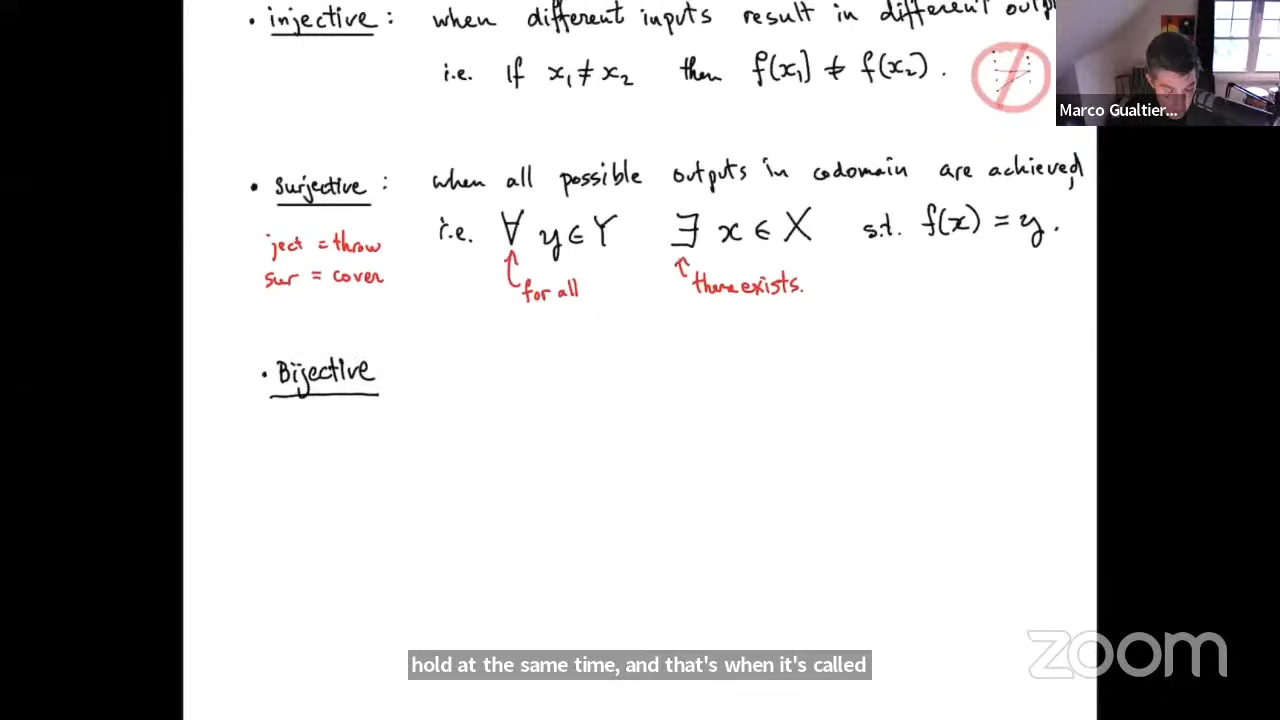 • injective : when different inputs result in different outp
i.e. If x₁ ≠ x₂ then f(x₁) ≠ f(x₂).
Marco Gualtier...
• Surjective : when all possible outputs in codomain are achieved,
i.e. ∀ y ∈ Y ∃ x ∈ X s.t. f(x) = y.
ject = throw
sur = cover
for all
there exists.
• Bijective
hold at the same time, and that's when it's called
zoom